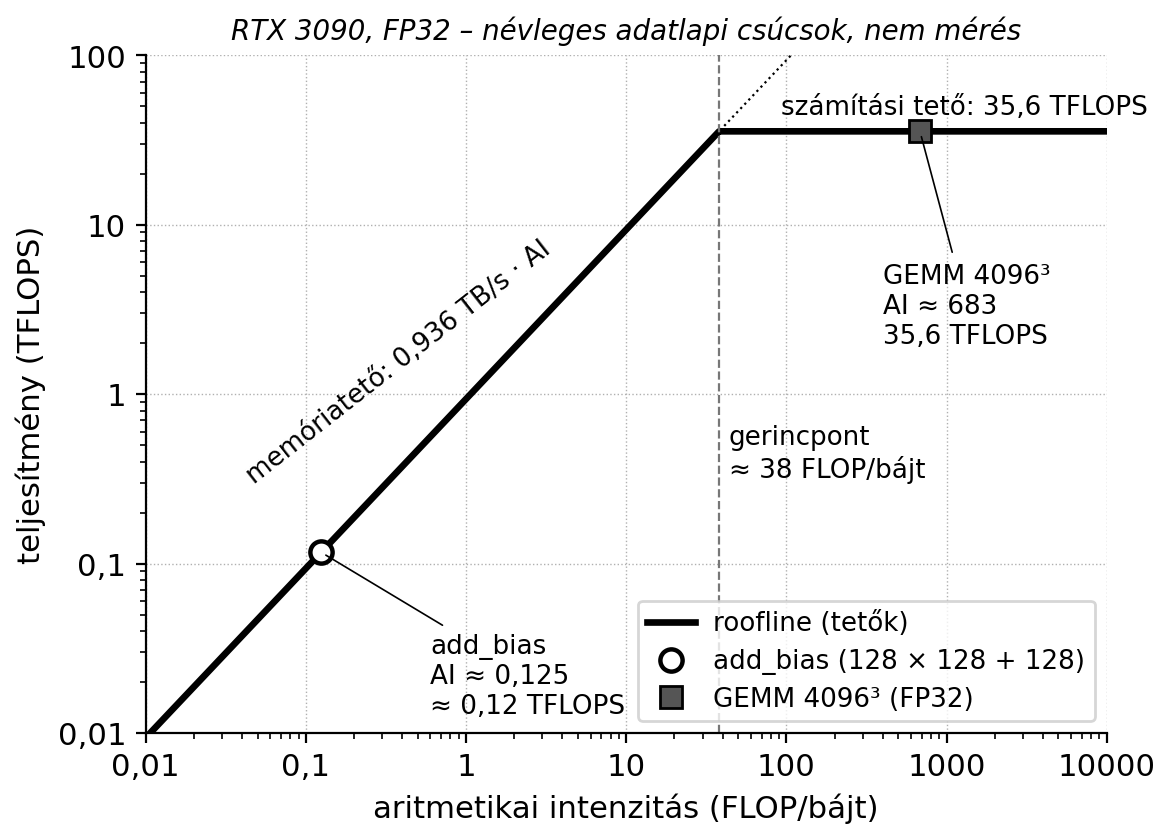 RTX 3090, FP32 – névleges adatlapi csúcsok, nem mérés
100
10
1
0,1
0,01
teljesítmény (TFLOPS)
számítási tető: 35,6 TFLOPS
memóriatető: 0,936 TB/s · AI
GEMM 4096³
AI ≈ 683
35,6 TFLOPS
gerincpont
≈ 38 FLOP/bájt
add_bias
AI ≈ 0,125
≈ 0,12 TFLOPS
roofline (tetők)
add_bias (128 × 128 + 128)
GEMM 4096³ (FP32)
0,01 0,1 1 10 100 1000 10000
aritmetikai intenzitás (FLOP/bájt)